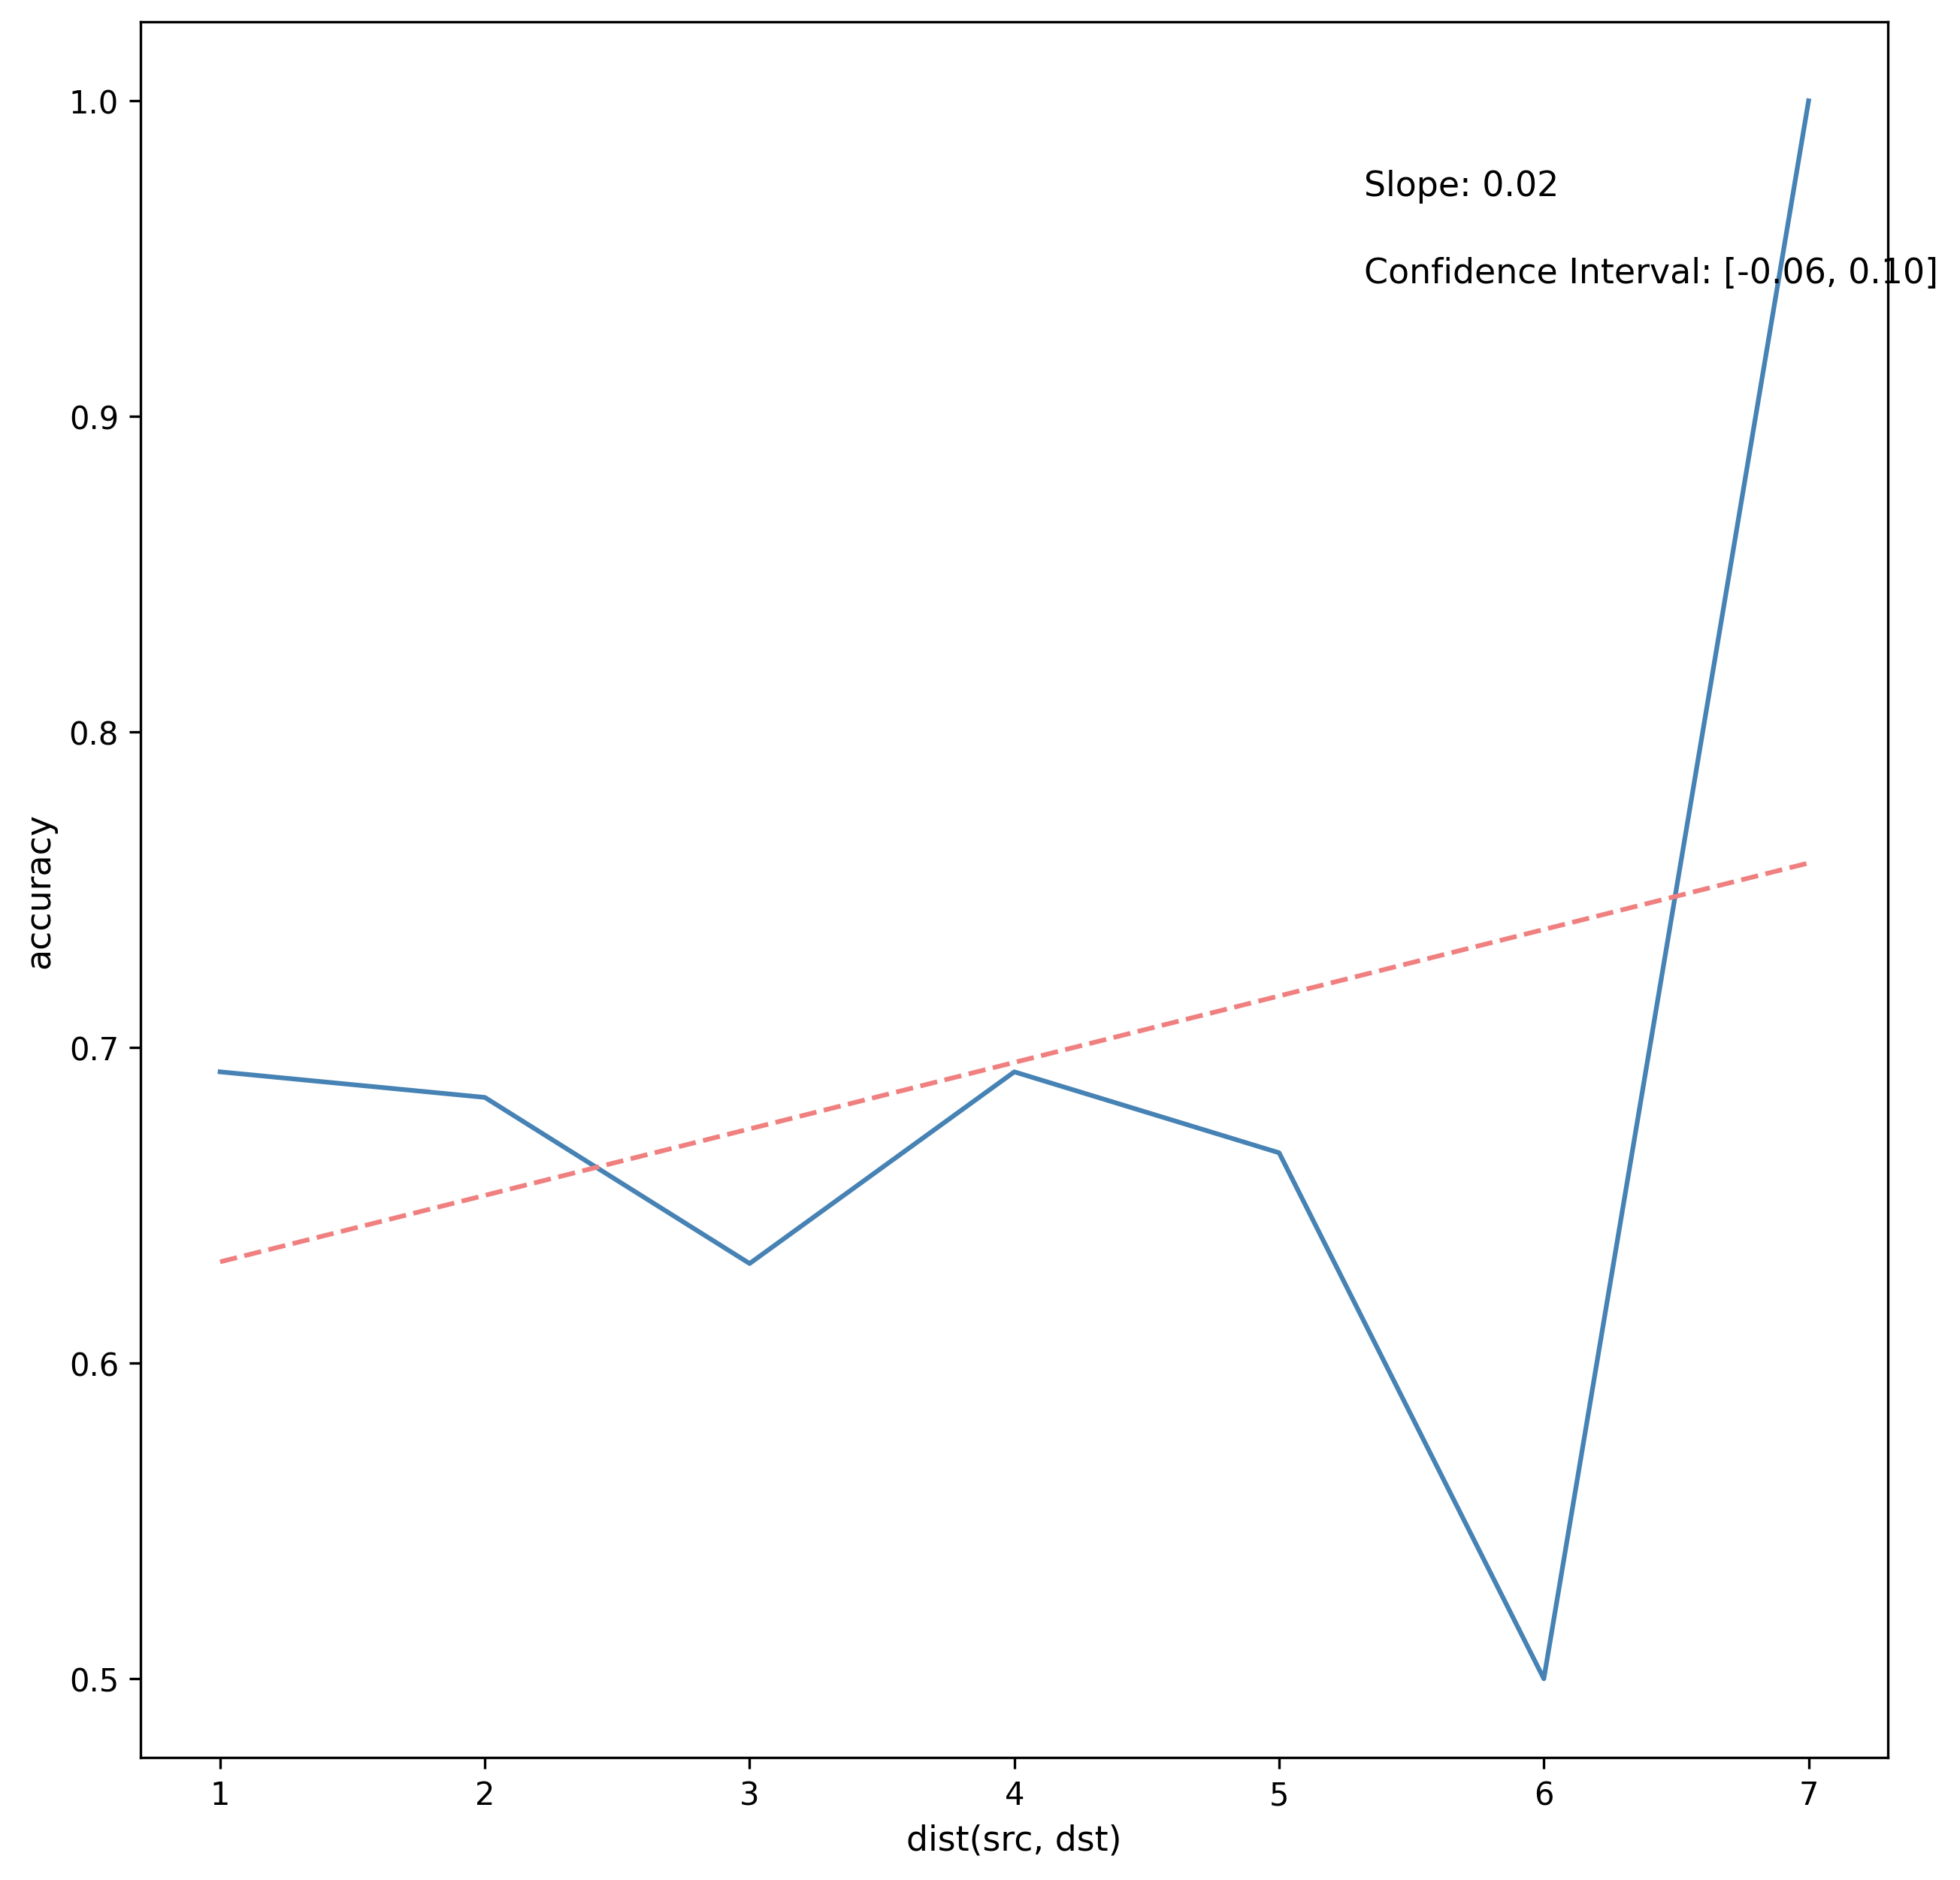 1.0
Slope: 0.02
Confidence Interval: [-0.06, 0.10]
0.9
0.8
accuracy
0.7
0.6
0.5
1 2 3 4 5 6 7
dist(src, dst)